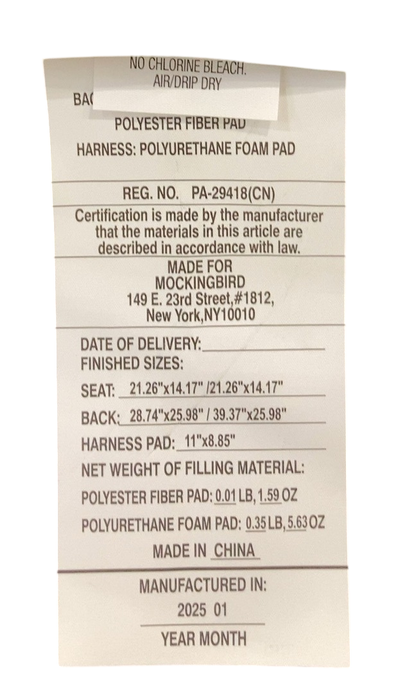 NO CHLORINE BLEACH.
AIR/DRIP DRY
POLYESTER FIBER PAD
HARNESS: POLYURETHANE FOAM PAD
REG. NO. PA-29418(CN)
Certification is made by the manufacturer
that the materials in this article are
described in accordance with law.
MADE FOR
MOCKINGBIRD
149 E. 23rd Street,#1812,
New York,NY10010
DATE OF DELIVERY:
FINISHED SIZES:
SEAT: 21.26"x14.17" /21.26"x14.17"
BACK: 28.74"x25.98" / 39.37"x25.98"
HARNESS PAD: 11"x8.85"
NET WEIGHT OF FILLING MATERIAL:
POLYESTER FIBER PAD: 0.01 LB, 1.59 OZ
POLYURETHANE FOAM PAD: 0.35 LB, 5.63 OZ
MADE IN CHINA
MANUFACTURED IN:
2025 01
YEAR MONTH